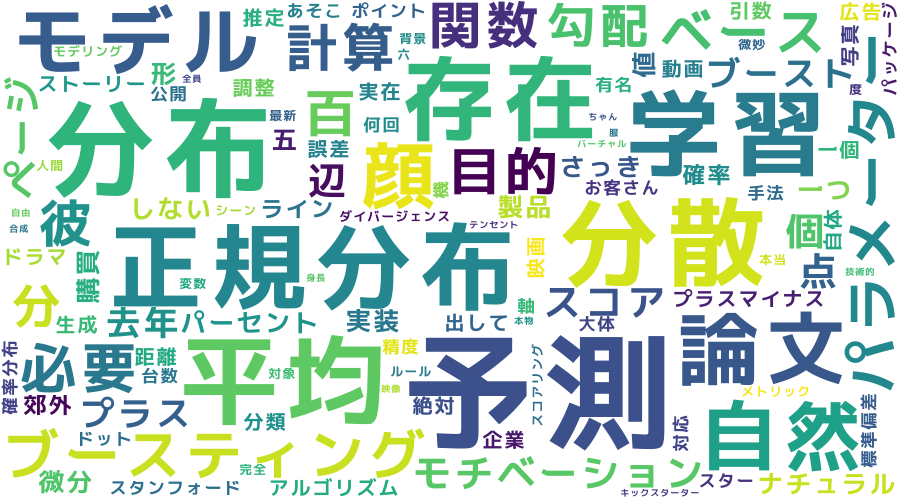 モデル
計算
関数
勾配
ベース
引数
広告
推定
あそこ
ポイント
背景
六
微妙
写真
パッケージ
モデリング
全員
ストーリー
形
公開
調整
実在
有名
値
動画
ブース
T
度
ページ
分布
百
五
最新
誤差
何回
存在
ちゃん
服
バーチャル
学習
一個
パラメーター
人間
辺
顔
機
目的
さっき
お客さん
確率
手法
一つ
自由
合成
彼
しない
シーン
ライン
ダイバージェンス
製品
テンセント
分散
個
自体
ドラマ
購買
正規分布
変数
身長
映画
本当
点
技術的
分
生成
去年
パーセント
実装
出して
軸
本物
スコア
大体
プラスマイナス
確率分布
必要
距離
台数
平均
対象
精度
ルール
映像
予測
スコアリング
論文
メトリック
郊外
プラス
分類
絶対
企業
対応
自然
標準偏差
ブースティング
ドット
完全
微分
スタンフォード
アルゴリズム
モチベーション
キックスターター
スター
ナチュラル